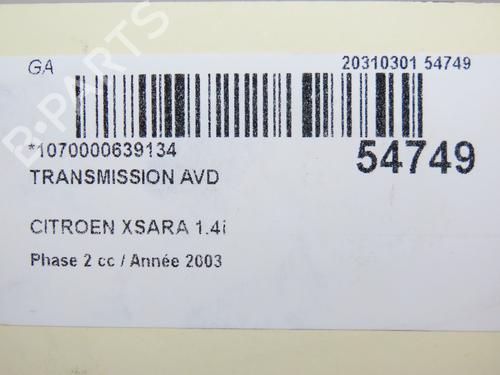 GA 20310301 54749
*1070000639134 54749
TRANSMISSION AVD
CITROEN XSARA 1.4i
Phase 2 cc / Année 2003
B-PARTS